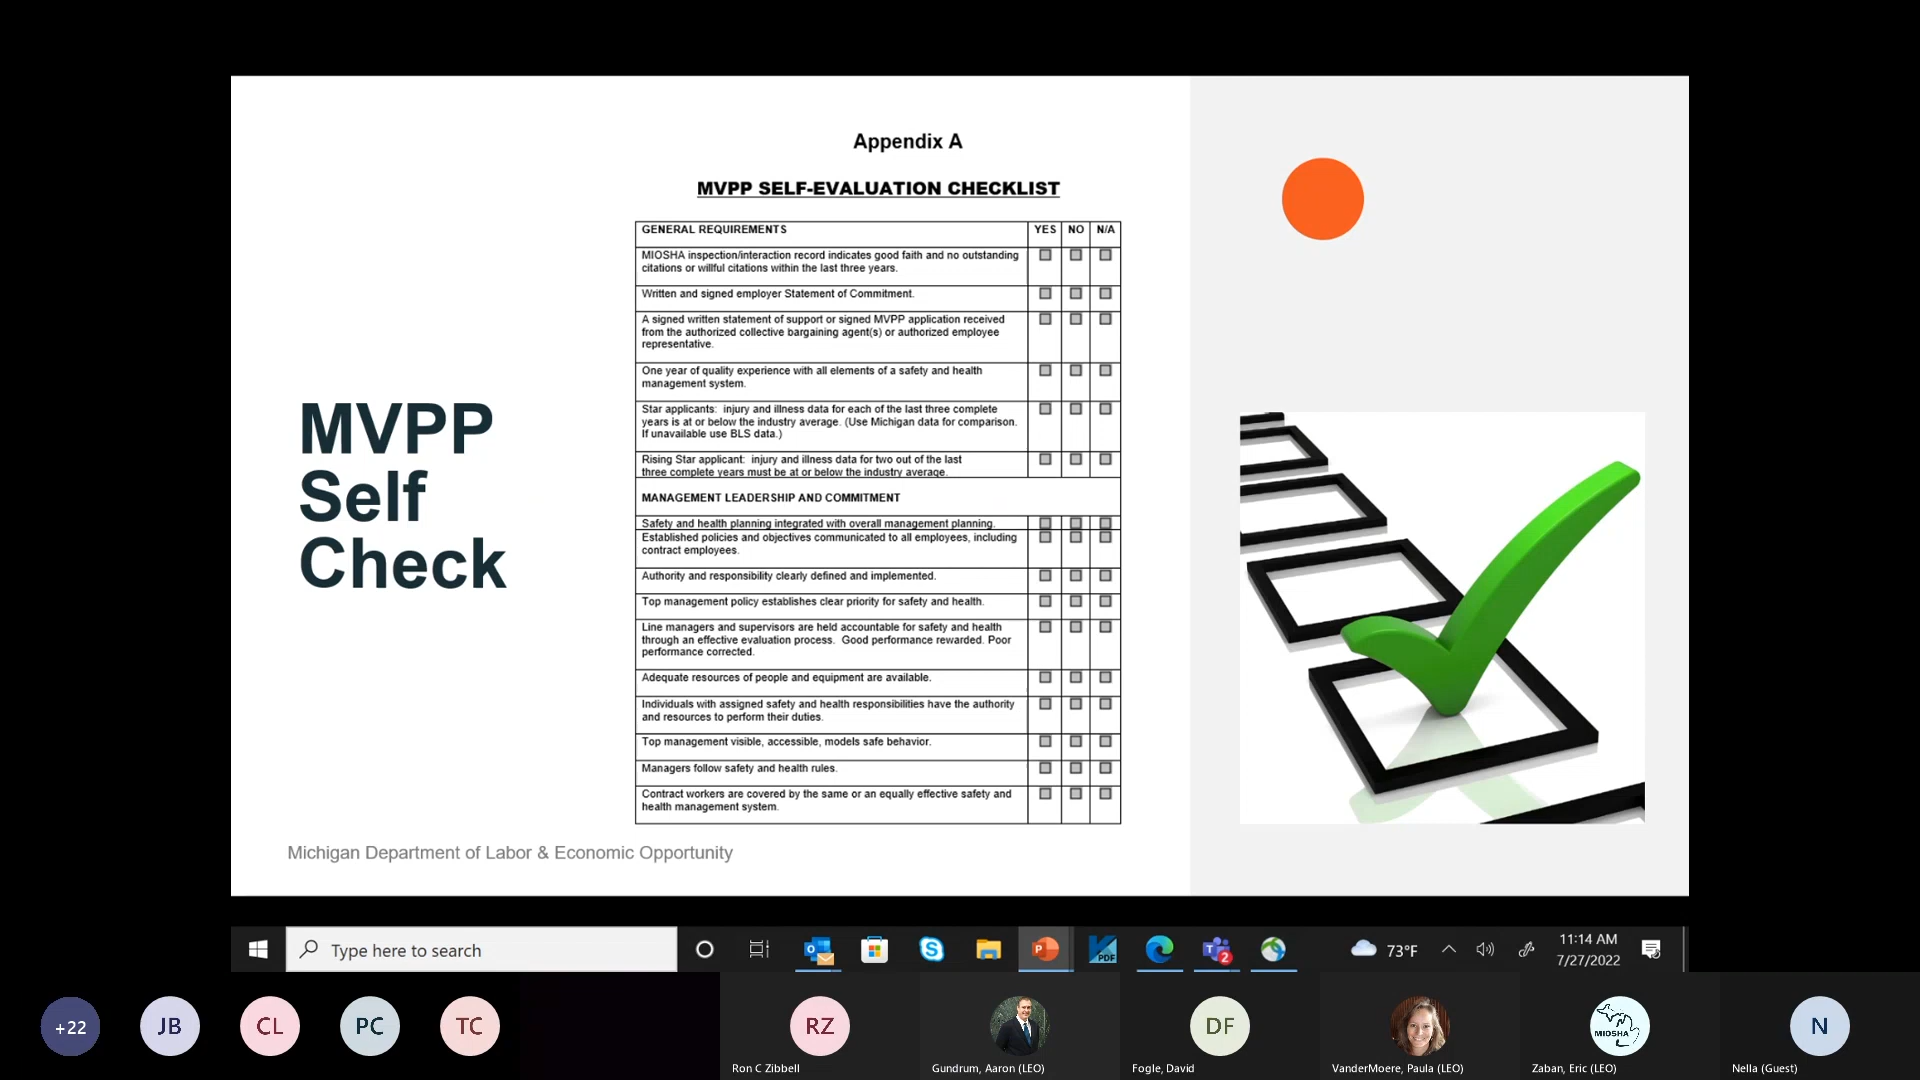 Appendix A
MVPP SELF-EVALUATION CHECKLIST
GENERAL REQUIREMENTS YES NO N/A
MIOSHA inspection/interaction record indicates good faith and no outstanding
citations or willful citations within the last three years.
Written and signed employer Statement of Commitment.
A signed written statement of support or signed MVPP application received
from the authorized collective bargaining agent(s) or authorized employee
representative.
One year of quality experience with all elements of a safety and health
management system.
Star applicants: injury and illness data for each of the last three complete
years is at or below the industry average. (Use Michigan data for comparison.
If unavailable use BLS data.)
Rising Star applicant: injury and illness data for two out of the last
three complete years must be at or below the industry average.
MANAGEMENT LEADERSHIP AND COMMITMENT
Safety and health planning integrated with overall management planning.
Established policies and objectives communicated to all employees, including
contract employees.
Authority and responsibility clearly defined and implemented.
Top management policy establishes clear priority for safety and health.
Line managers and supervisors are held accountable for safety and health
through an effective evaluation process. Good performance rewarded. Poor
performance corrected.
Adequate resources of people and equipment are available.
Individuals with assigned safety and health responsibilities have the authority
and resources to perform their duties.
Top management visible, accessible, models safe behavior.
Managers follow safety and health rules.
Contract workers are covered by the same or an equally effective safety and
health management system.
MVPP
Self
Check
Michigan Department of Labor & Economic Opportunity
Type here to search
PDF
2
73°F
11:14 AM
7/27/2022
+22
JB
CL
PC
TC
RZ
DF
MIOSHA
N
Ron C Zibbell
Gundrum, Aaron (LEO)
Fogle, David
VanderMoere, Paula (LEO)
Zaban, Eric (LEO)
Nella (Guest)